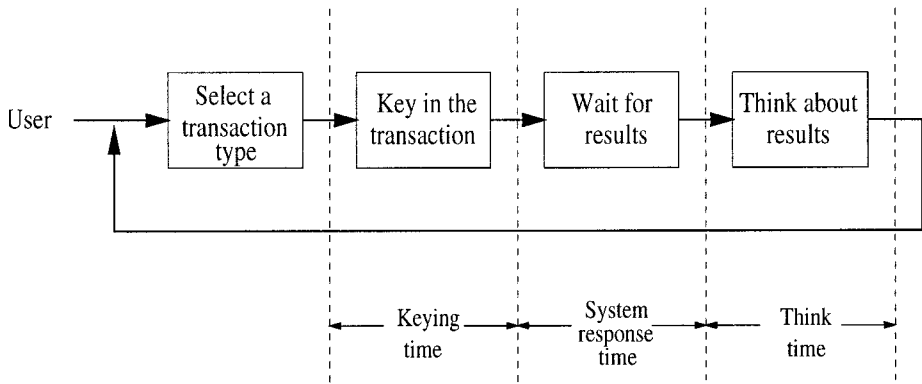 User
Select a
transaction
type
Key in the
transaction
Wait for
results
Think about
results
Keying
time
System
response
time
Think
time